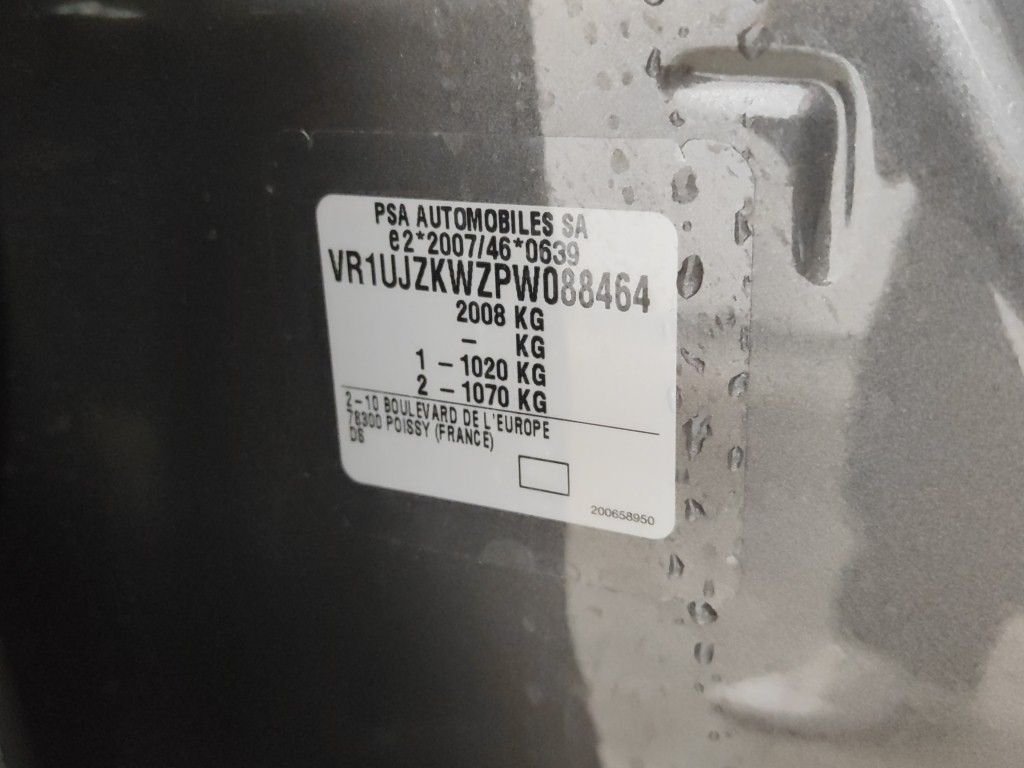 PSA AUTOMOBILES SA
e2*2007/46*0639
VR1UJZKWZPW088464
2008 KG
– KG
1 – 1020 KG
2 – 1070 KG
2–10 BOULEVARD DE L'EUROPE
78300 POISSY (FRANCE)
DS
200658950